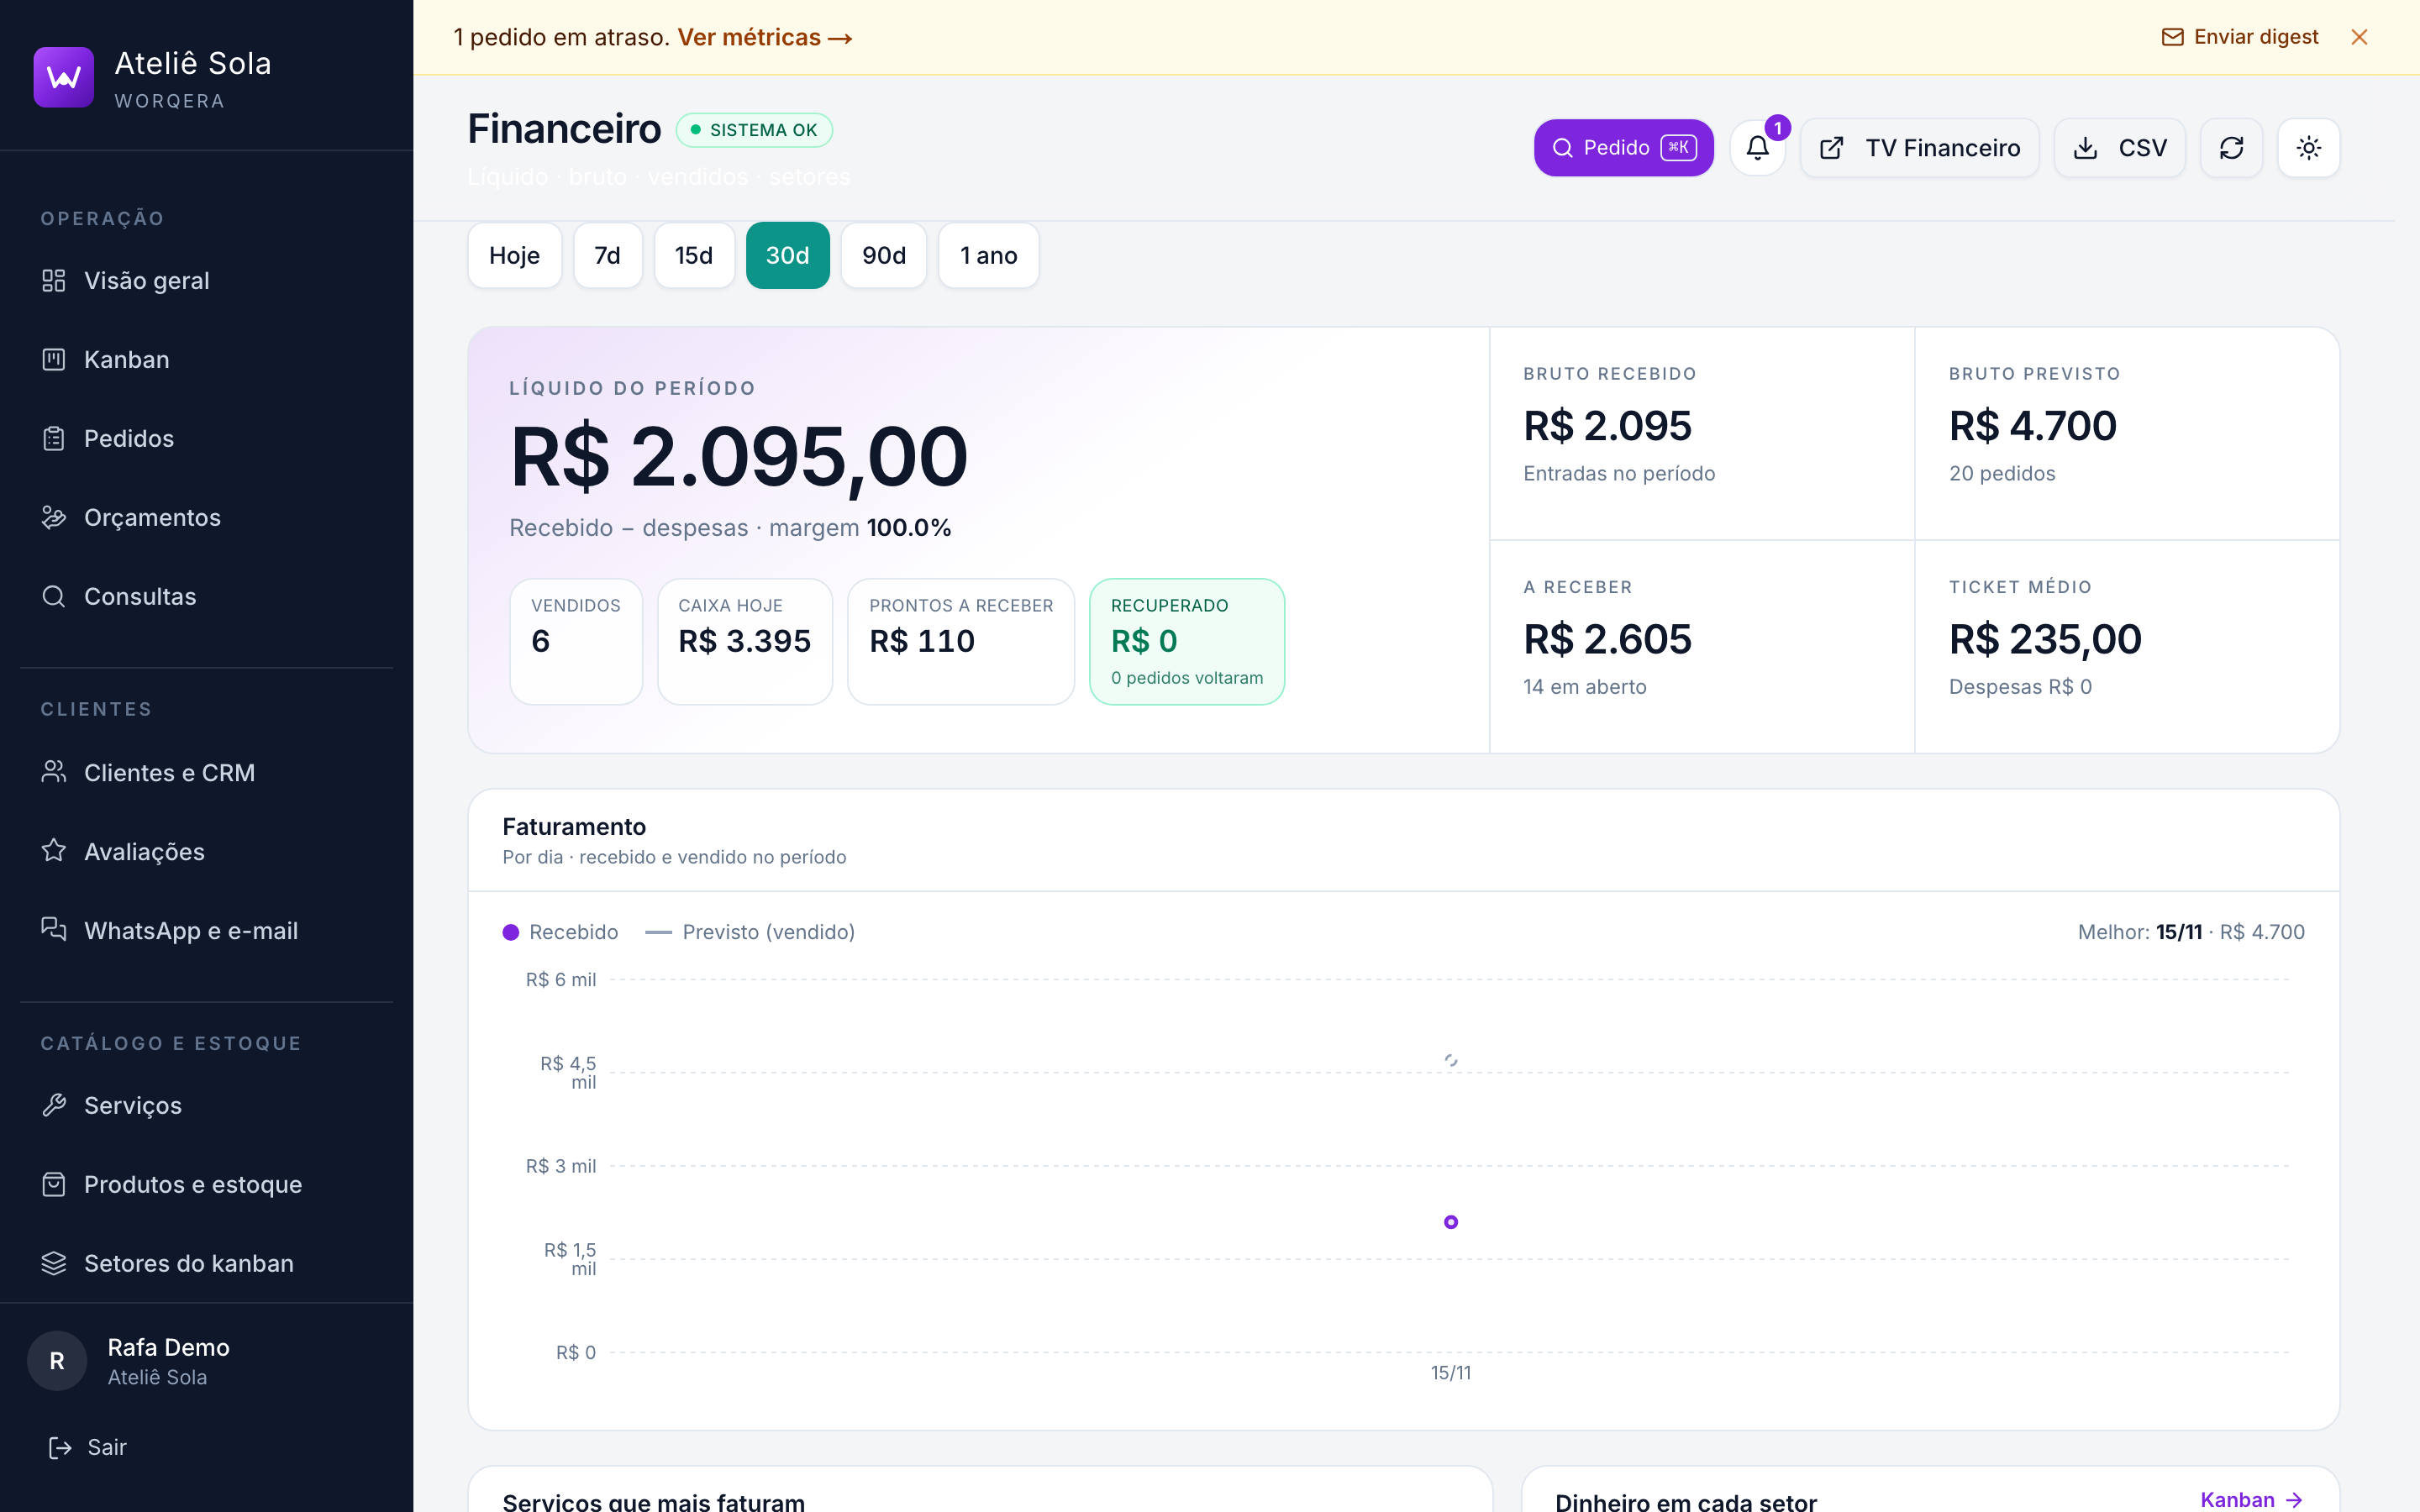 Ateliê Sola
WORQERA
OPERAÇÃO
Visão geral
Kanban
Pedidos
Orçamentos
Consultas
CLIENTES
Clientes e CRM
Avaliações
WhatsApp e e-mail
CATÁLOGO E ESTOQUE
Serviços
Produtos e estoque
Setores do kanban
R
Rafa Demo
Ateliê Sola
Sair
1 pedido em atraso. Ver métricas →
Enviar digest
Financeiro
SISTEMA OK
Líquido · bruto · vendidos · setores
Pedido ⌘K
1
TV Financeiro
CSV
Hoje
7d
15d
30d
90d
1 ano
LÍQUIDO DO PERÍODO
R$ 2.095,00
Recebido – despesas · margem 100.0%
VENDIDOS
6
CAIXA HOJE
R$ 3.395
PRONTOS A RECEBER
R$ 110
RECUPERADO
R$ 0
0 pedidos voltaram
BRUTO RECEBIDO
R$ 2.095
Entradas no período
BRUTO PREVISTO
R$ 4.700
20 pedidos
A RECEBER
R$ 2.605
14 em aberto
TICKET MÉDIO
R$ 235,00
Despesas R$ 0
Faturamento
Por dia · recebido e vendido no período
Recebido
Previsto (vendido)
Melhor: 15/11 · R$ 4.700
R$ 6 mil
R$ 4,5
mil
R$ 3 mil
R$ 1,5
mil
R$ 0
15/11
Serviços que mais faturam
Dinheiro em cada setor
Kanban →